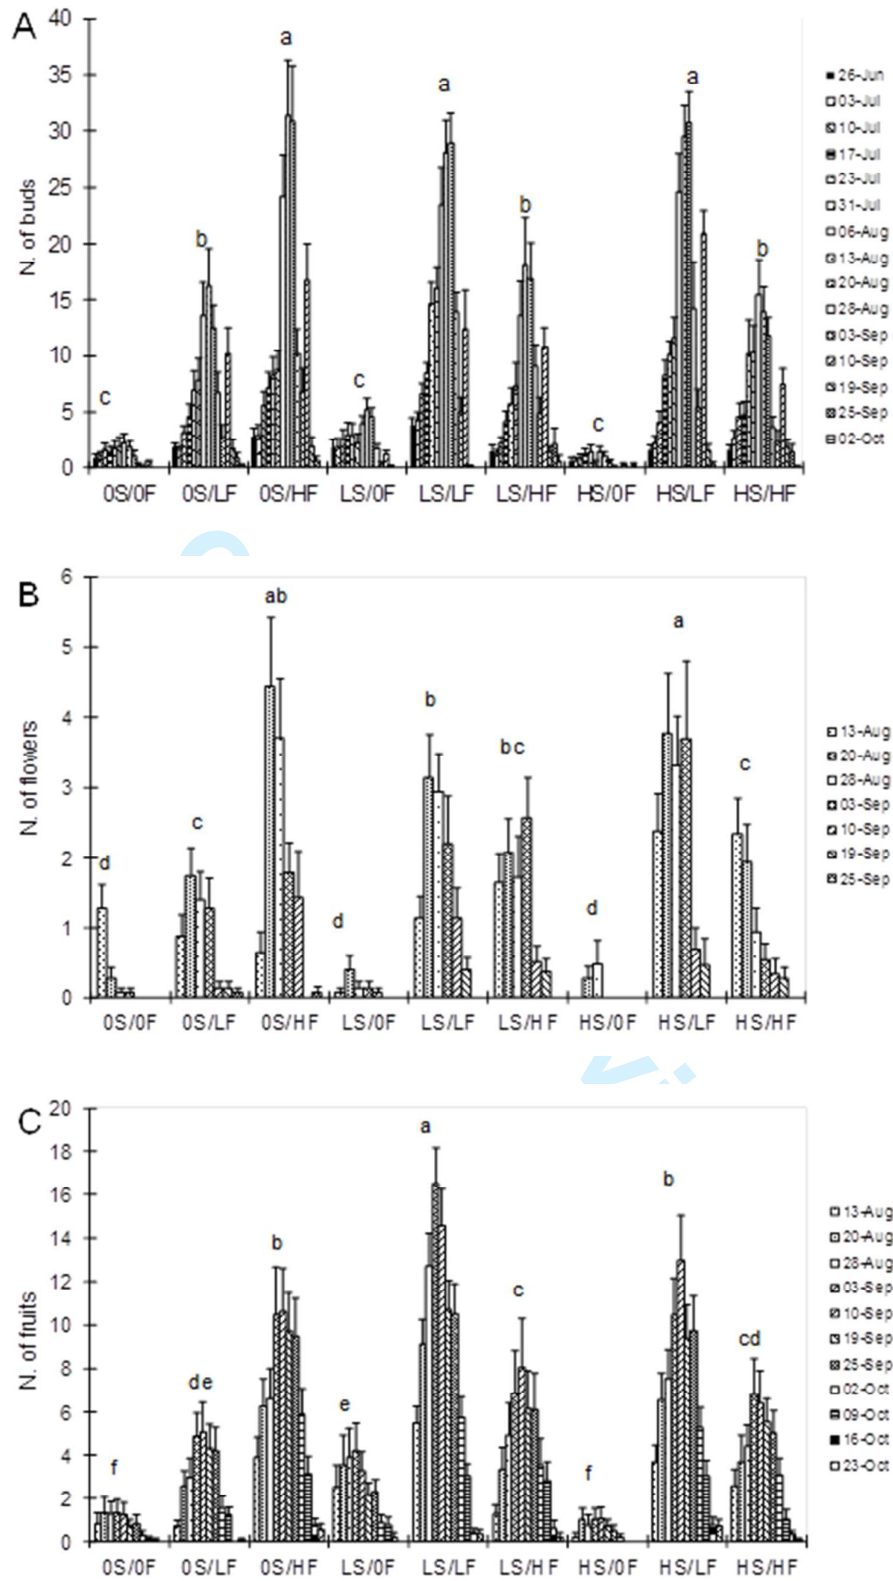 A
40
35
30
25
20
15
10
5
0
N. of buds
c
b
a
c
a
b
c
a
b
0S/0F 0S/LF 0S/HF LS/0F LS/LF LS/HF HS/0F HS/LF HS/HF
26-Jun
03-Jul
10-Jul
17-Jul
23-Jul
31-Jul
06-Aug
13-Aug
20-Aug
28-Aug
03-Sep
10-Sep
19-Sep
25-Sep
02-Oct
B
6
5
4
3
2
1
0
N. of flowers
d
c
ab
d
b
bc
d
a
c
0S/0F 0S/LF 0S/HF LS/0F LS/LF LS/HF HS/0F HS/LF HS/HF
13-Aug
20-Aug
28-Aug
03-Sep
10-Sep
19-Sep
25-Sep
C
20
18
16
14
12
10
8
6
4
2
0
N. of fruits
f
de
b
e
a
c
f
b
cd
0S/0F 0S/LF 0S/HF LS/0F LS/LF LS/HF HS/0F HS/LF HS/HF
13-Aug
20-Aug
28-Aug
03-Sep
10-Sep
19-Sep
25-Sep
02-Oct
09-Oct
16-Oct
23-Oct